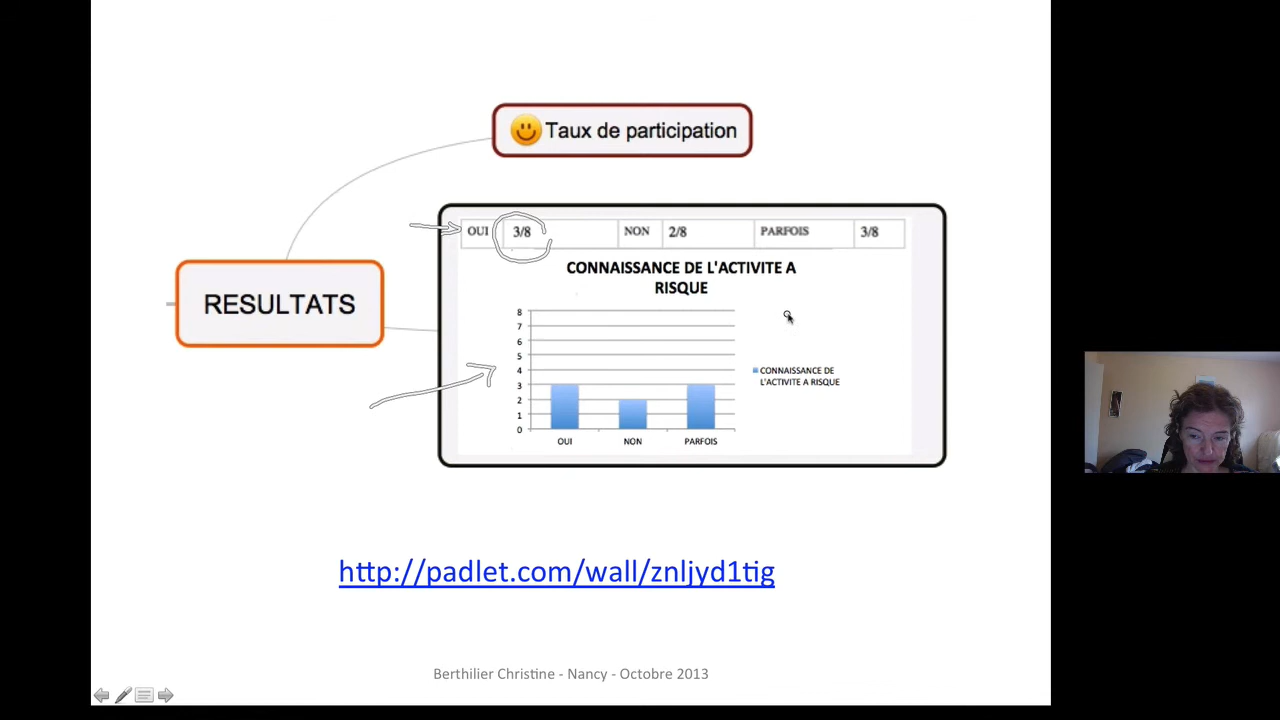 Taux de participation
OUI 3/8 NON 2/8 PARFOIS 3/8
CONNAISSANCE DE L'ACTIVITE A
RISQUE
RESULTATS
8
7
6
5
4
3
2
1
0
OUI NON PARFOIS
CONNAISSANCE DE
L'ACTIVITE A RISQUE
http://padlet.com/wall/znljyd1tig
Berthilier Christine - Nancy - Octobre 2013